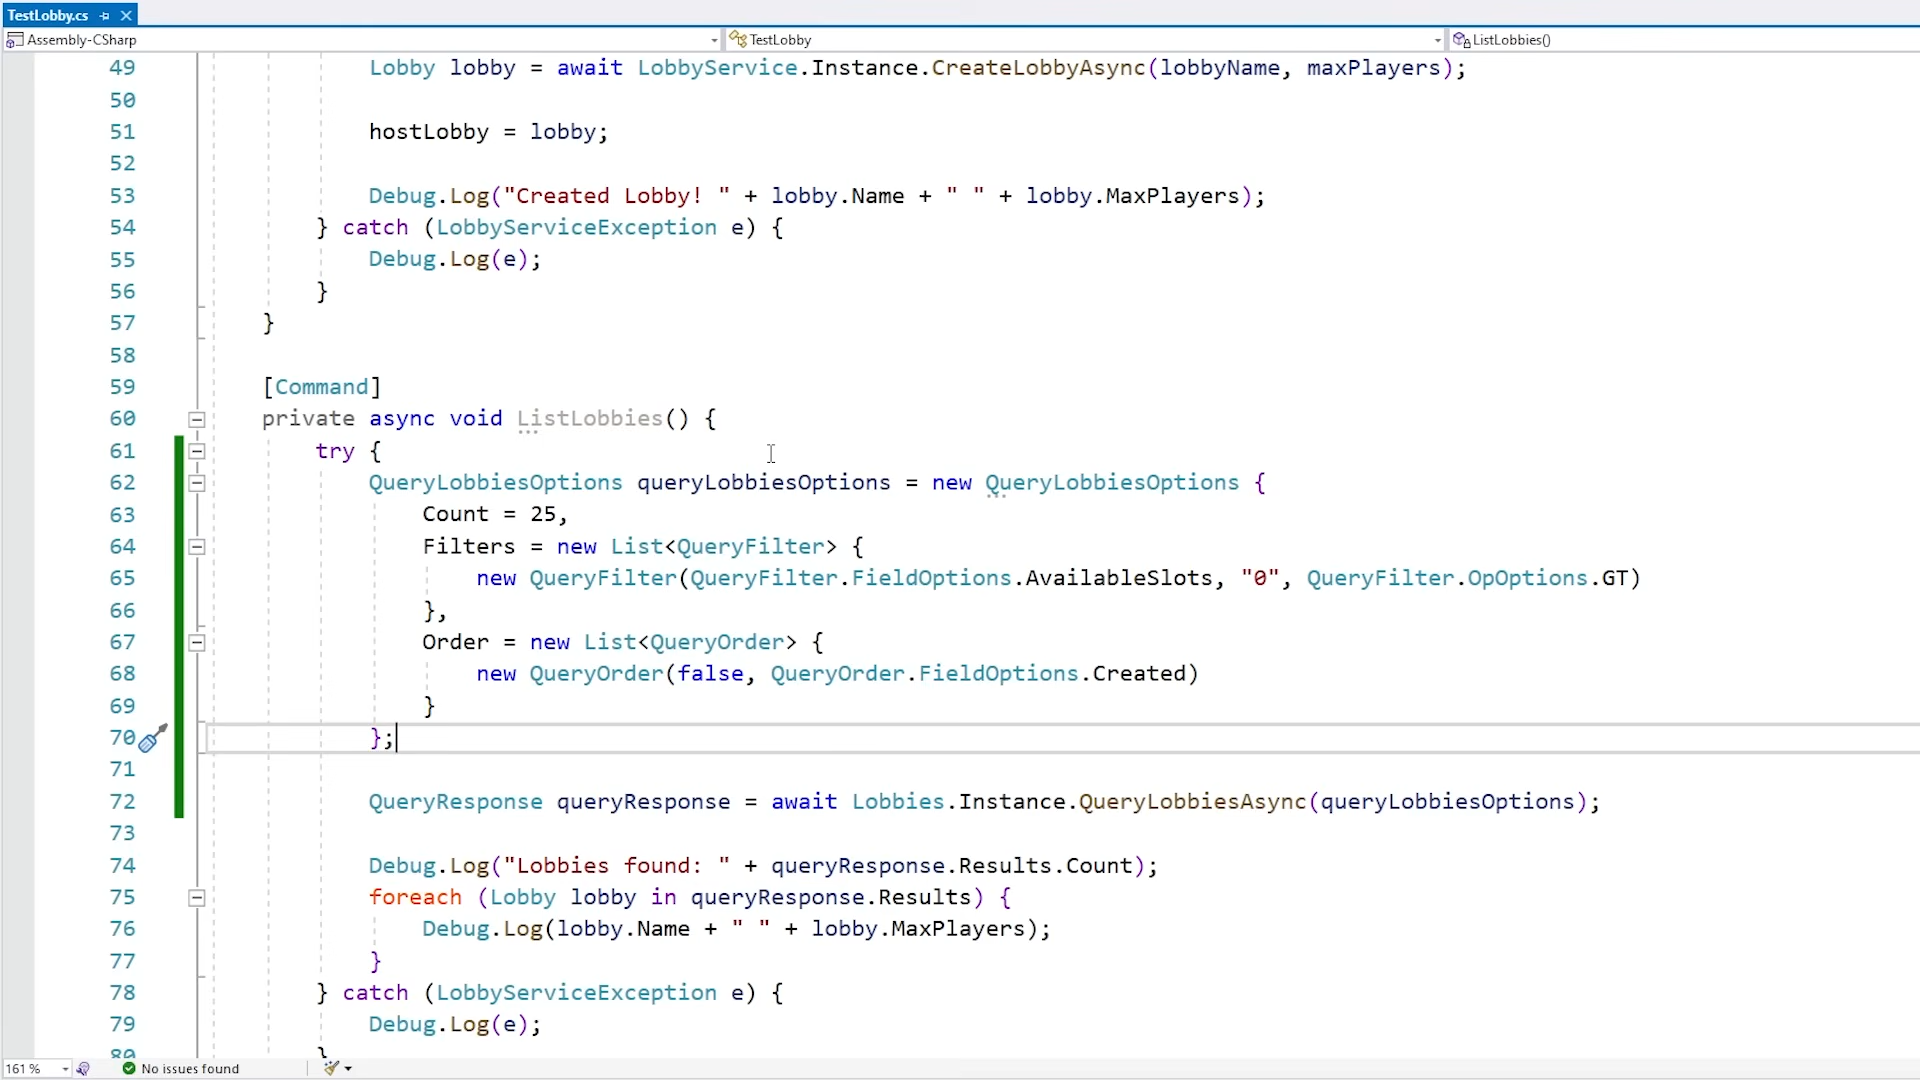 TestLobby.cs
Assembly-CSharp
TestLobby
ListLobbies()
49 Lobby lobby = await LobbyService.Instance.CreateLobbyAsync(lobbyName, maxPlayers);
50
51 hostLobby = lobby;
52
53 Debug.Log("Created Lobby! " + lobby.Name + " " + lobby.MaxPlayers);
54 } catch (LobbyServiceException e) {
55 Debug.Log(e);
56 }
57 }
58
59 [Command]
60 private async void ListLobbies() {
61 try {
62 QueryLobbiesOptions queryLobbiesOptions = new QueryLobbiesOptions {
63 Count = 25,
64 Filters = new List<QueryFilter> {
65 new QueryFilter(QueryFilter.FieldOptions.AvailableSlots, "0", QueryFilter.OpOptions.GT)
66 },
67 Order = new List<QueryOrder> {
68 new QueryOrder(false, QueryOrder.FieldOptions.Created)
69 }
70 };
71
72 QueryResponse queryResponse = await Lobbies.Instance.QueryLobbiesAsync(queryLobbiesOptions);
73
74 Debug.Log("Lobbies found: " + queryResponse.Results.Count);
75 foreach (Lobby lobby in queryResponse.Results) {
76 Debug.Log(lobby.Name + " " + lobby.MaxPlayers);
77 }
78 } catch (LobbyServiceException e) {
79 Debug.Log(e);
80 }
161 %
No issues found